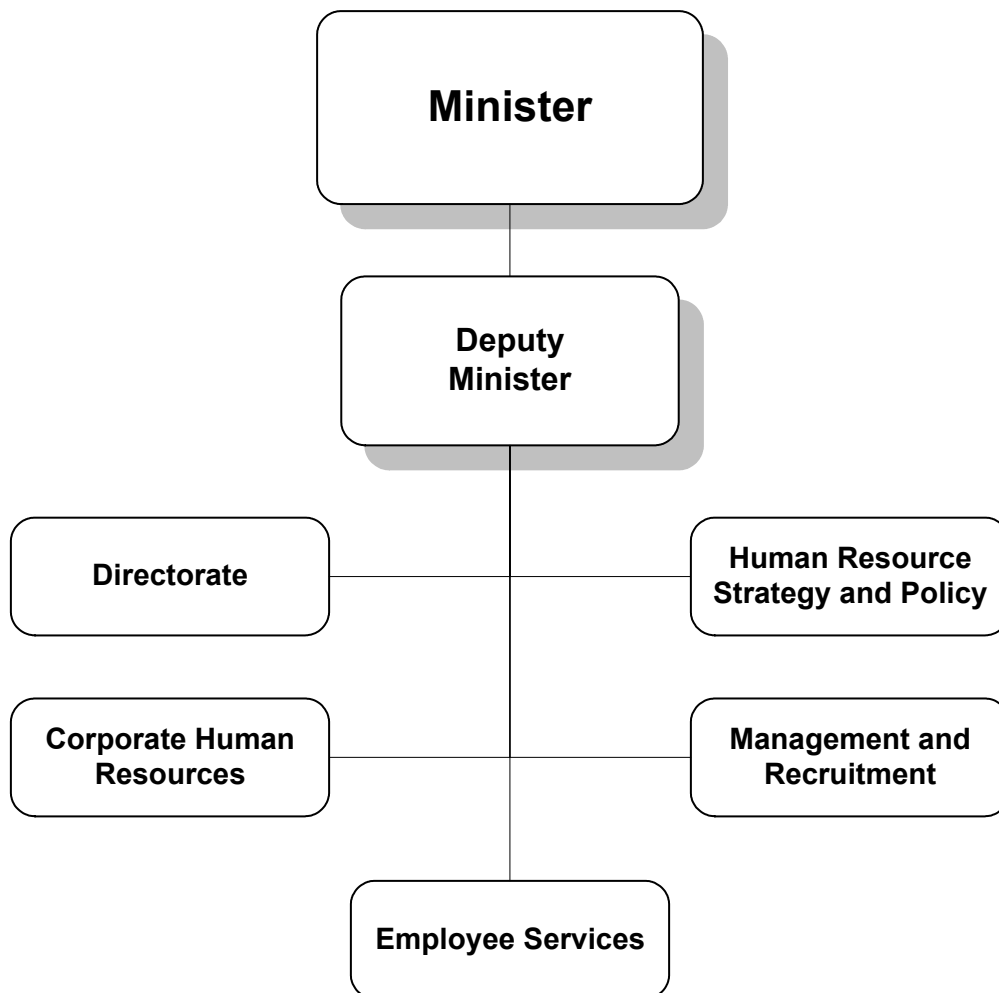 Minister
Deputy
Minister
Directorate
Human Resource
Strategy and Policy
Corporate Human
Resources
Management and
Recruitment
Employee Services